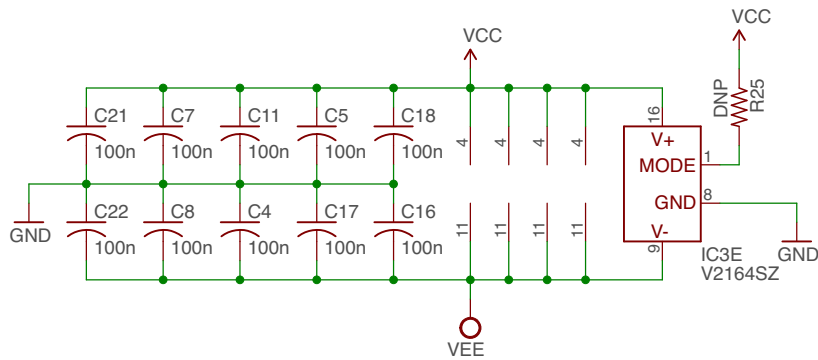 VCC
VCC
DNP
R25
C21
C7
C11
C5
C18
100n
100n
100n
100n
100n
4
4
4
4
16
V+
MODE
1
GND
8
V-
9
GND
C22
C8
C4
C17
C16
100n
100n
100n
100n
100n
11
11
11
11
IC3E
V2164SZ
GND
VEE